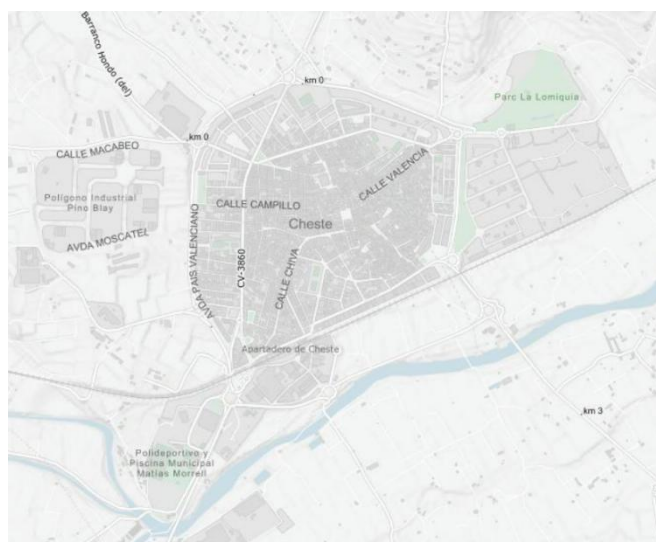 Barranco Hondo (del)
km 0
Parc La Lomiquia
km 0
CALLE MACABEO
CALLE VALENCIA
Polígono Industrial
Pino Blay
CALLE CAMPILLO
Cheste
AVDA MOSCATEL
AVDA PAIS VALENCIANO
CV-3860
CALLE CHIVA
Apartadero de Cheste
km 3
Polideportivo y
Piscina Municipal
Matías Morrell